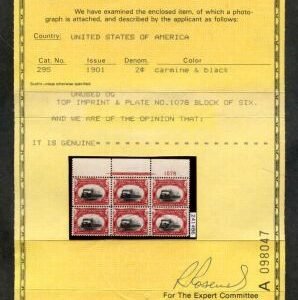 We have examined the enclosed item, of which a photo-
graph is attached, and described by the applicant as follows:
Country: UNITED STATES OF AMERICA
Cat. No. Issue Denom. Color
295 1901 2¢ carmine & black
UNUSED OG
TOP IMPRINT & PLATE NO.1078 BLOCK OF SIX.
AND WE ARE OF THE OPINION THAT:
IT IS GENUINE
1078
For The Expert Committee
A 098047